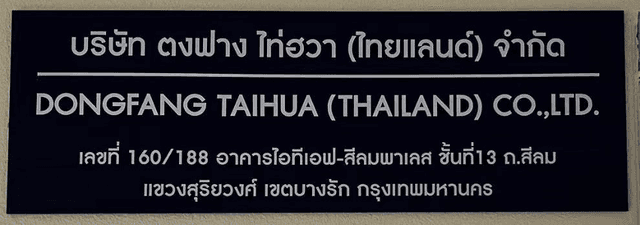 บริษัท ตงฟาง ไท่ฮวา (ไทยแลนด์) จำกัด
DONGFANG TAIHUA (THAILAND) CO.,LTD.
เลขที่ 160/188 อาคารไอทีเอฟ-สีลมพาเลส ชั้นที่13 ถ.สีลม
แขวงสุริยวงศ์ เขตบางรัก กรุงเทพมหานคร